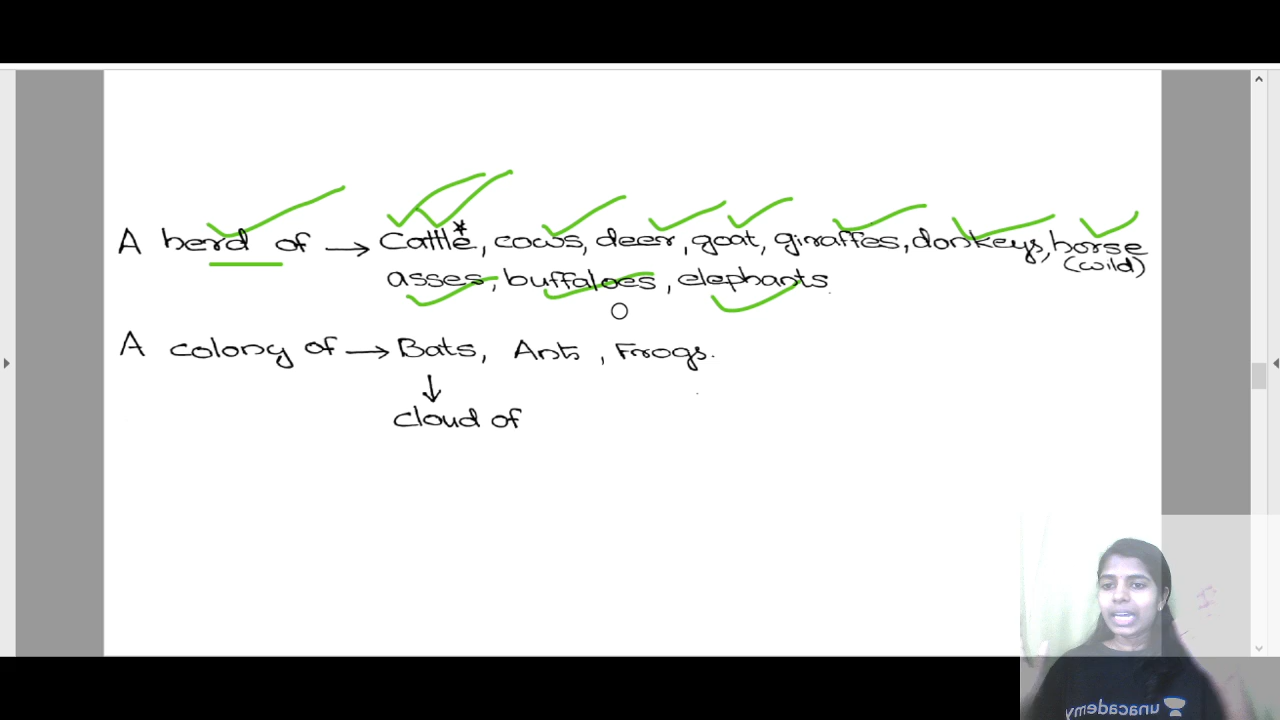 A herd of → Cattle*, cows, deer, goat, giraffes, donkeys, horse
(wild)
asses, buffaloes, elephants.
A colony of → Bats, Ants, Frogs.
↓
cloud of
unacademy